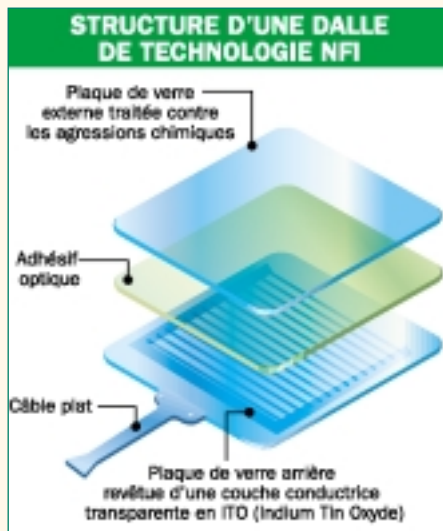 STRUCTURE D'UNE DALLE
DE TECHNOLOGIE NFI
Plaque de verre
externe traitée contre
les agressions chimiques
Adhésif
optique
Câble plat
Plaque de verre arrière
revêtue d'une couche conductrice
transparente en ITO (Indium Tin Oxyde)